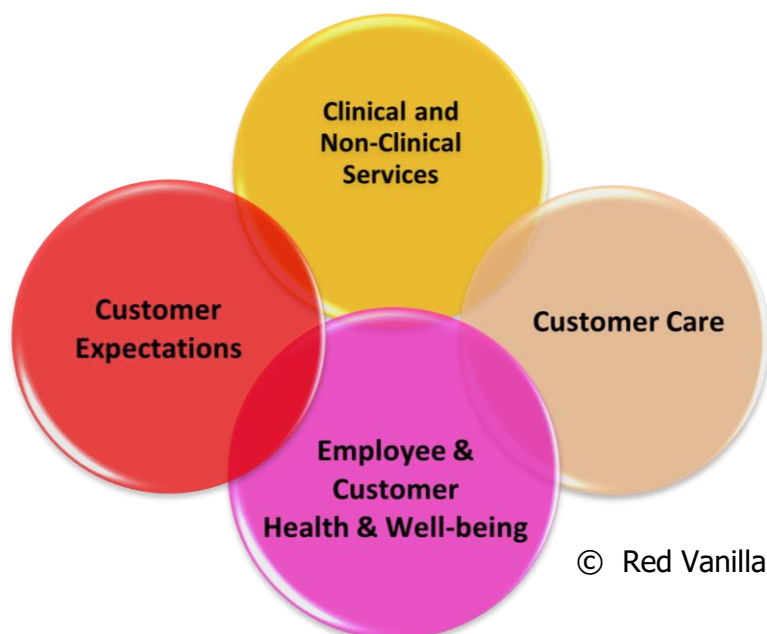 Clinical and
Non-Clinical
Services
Customer
Expectations
Customer Care
Employee &
Customer
Health & Well-being
© Red Vanilla